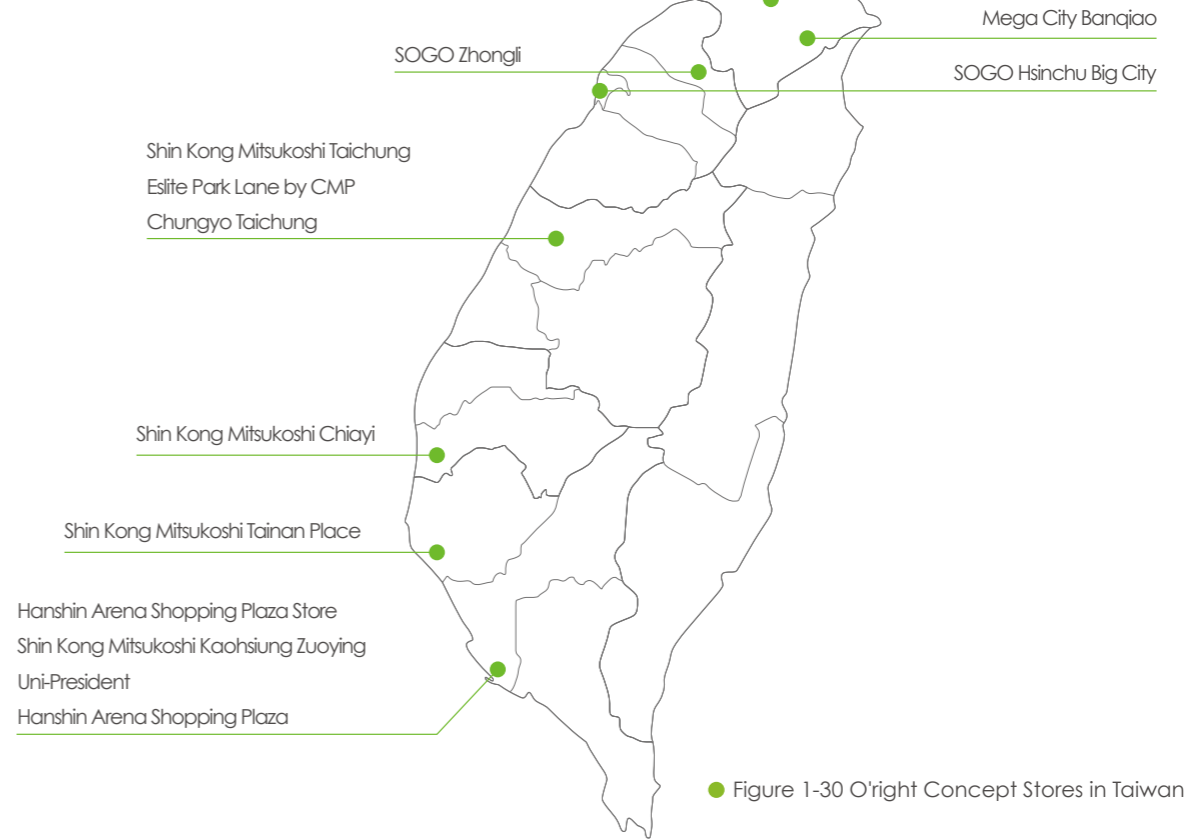 Mega City Banqiao
SOGO Zhongli
SOGO Hsinchu Big City
Shin Kong Mitsukoshi Taichung
Eslite Park Lane by CMP
Chungyo Taichung
Shin Kong Mitsukoshi Chiayi
Shin Kong Mitsukoshi Tainan Place
Hanshin Arena Shopping Plaza Store
Shin Kong Mitsukoshi Kaohsiung Zuoying
Uni-President
Hanshin Arena Shopping Plaza
Figure 1-30 O'right Concept Stores in Taiwan